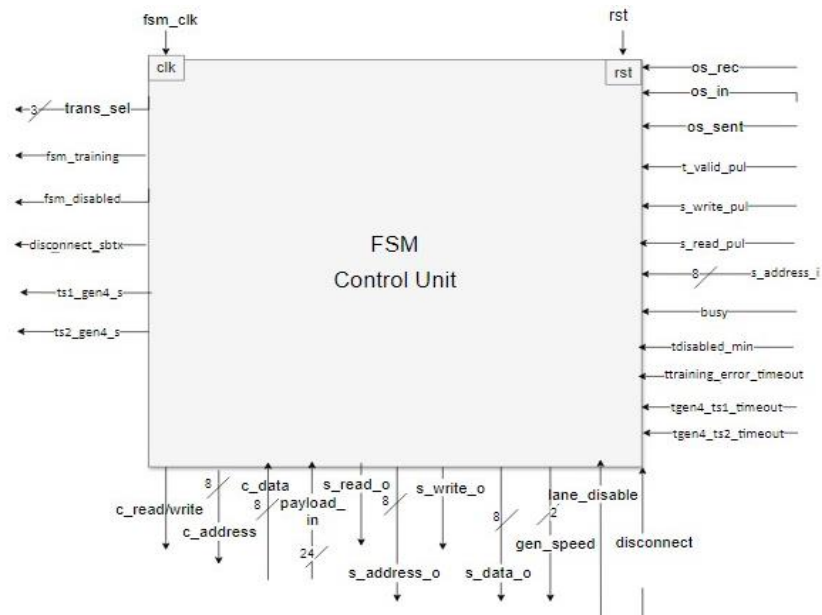 fsm_clk
rst
clk
rst
3
trans_sel
fsm_training
fsm_disabled
disconnect_sbtx
ts1_gen4_s
ts2_gen4_s
FSM
Control Unit
os_rec
os_in
os_sent
t_valid_pul
s_write_pul
s_read_pul
8
s_address_i
busy
tdisabled_min
ttraining_error_timeout
tgen4_ts1_timeout
tgen4_ts2_timeout
c_read/write
8
c_address
c_data
8
payload_
in
24
s_read_o
8
s_address_o
s_write_o
8
s_data_o
2
gen_speed
lane_disable
disconnect